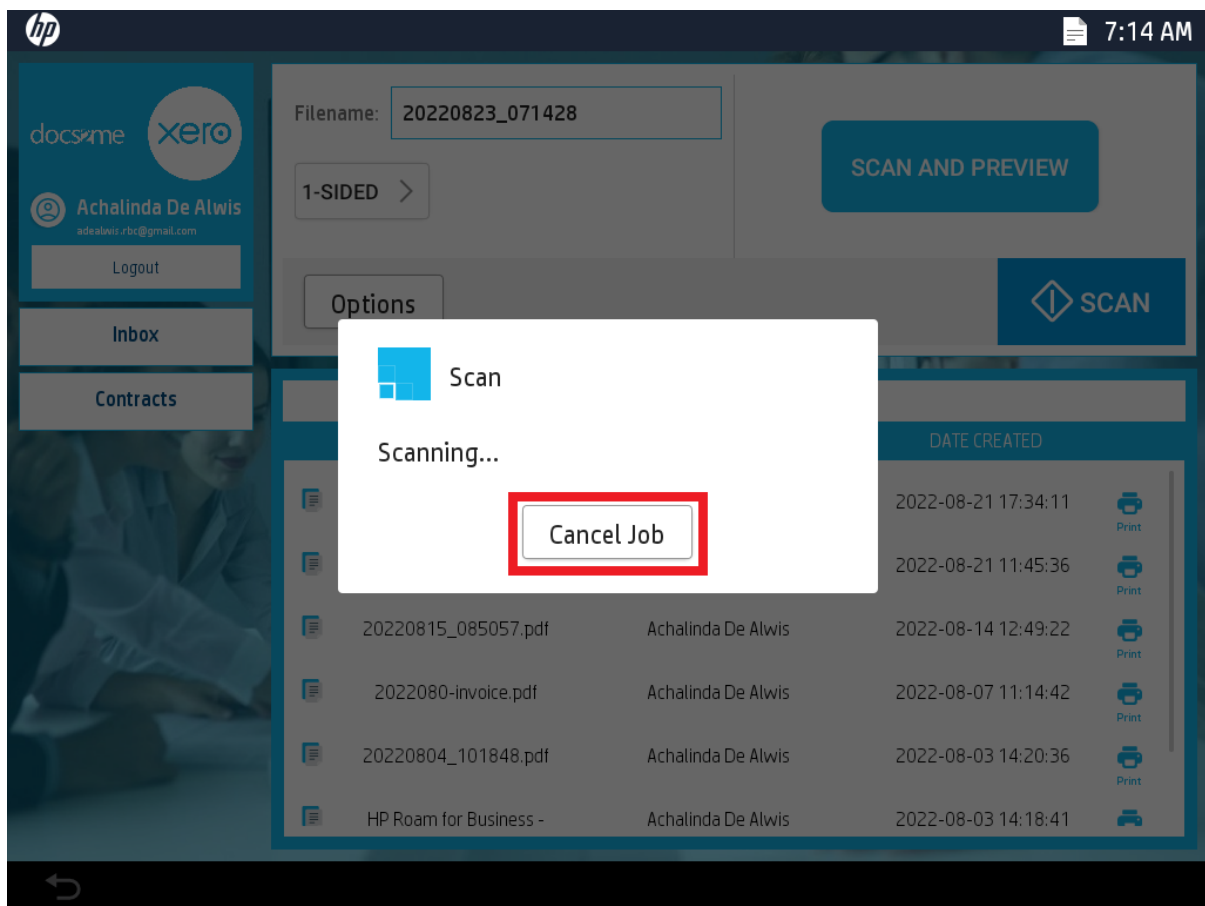 hp
7:14 AM
docsme
xero
Achalinda De Alwis
adealwis.rbc@gmail.com
Logout
Inbox
Contracts
Filename: 20220823_071428
1-SIDED >
SCAN AND PREVIEW
Options
SCAN
Scan
Scanning...
Cancel Job
DATE CREATED
2022-08-21 17:34:11
Print
2022-08-21 11:45:36
Print
20220815_085057.pdf Achalinda De Alwis 2022-08-14 12:49:22
Print
2022080-invoice.pdf Achalinda De Alwis 2022-08-07 11:14:42
Print
20220804_101848.pdf Achalinda De Alwis 2022-08-03 14:20:36
Print
HP Roam for Business - Achalinda De Alwis 2022-08-03 14:18:41